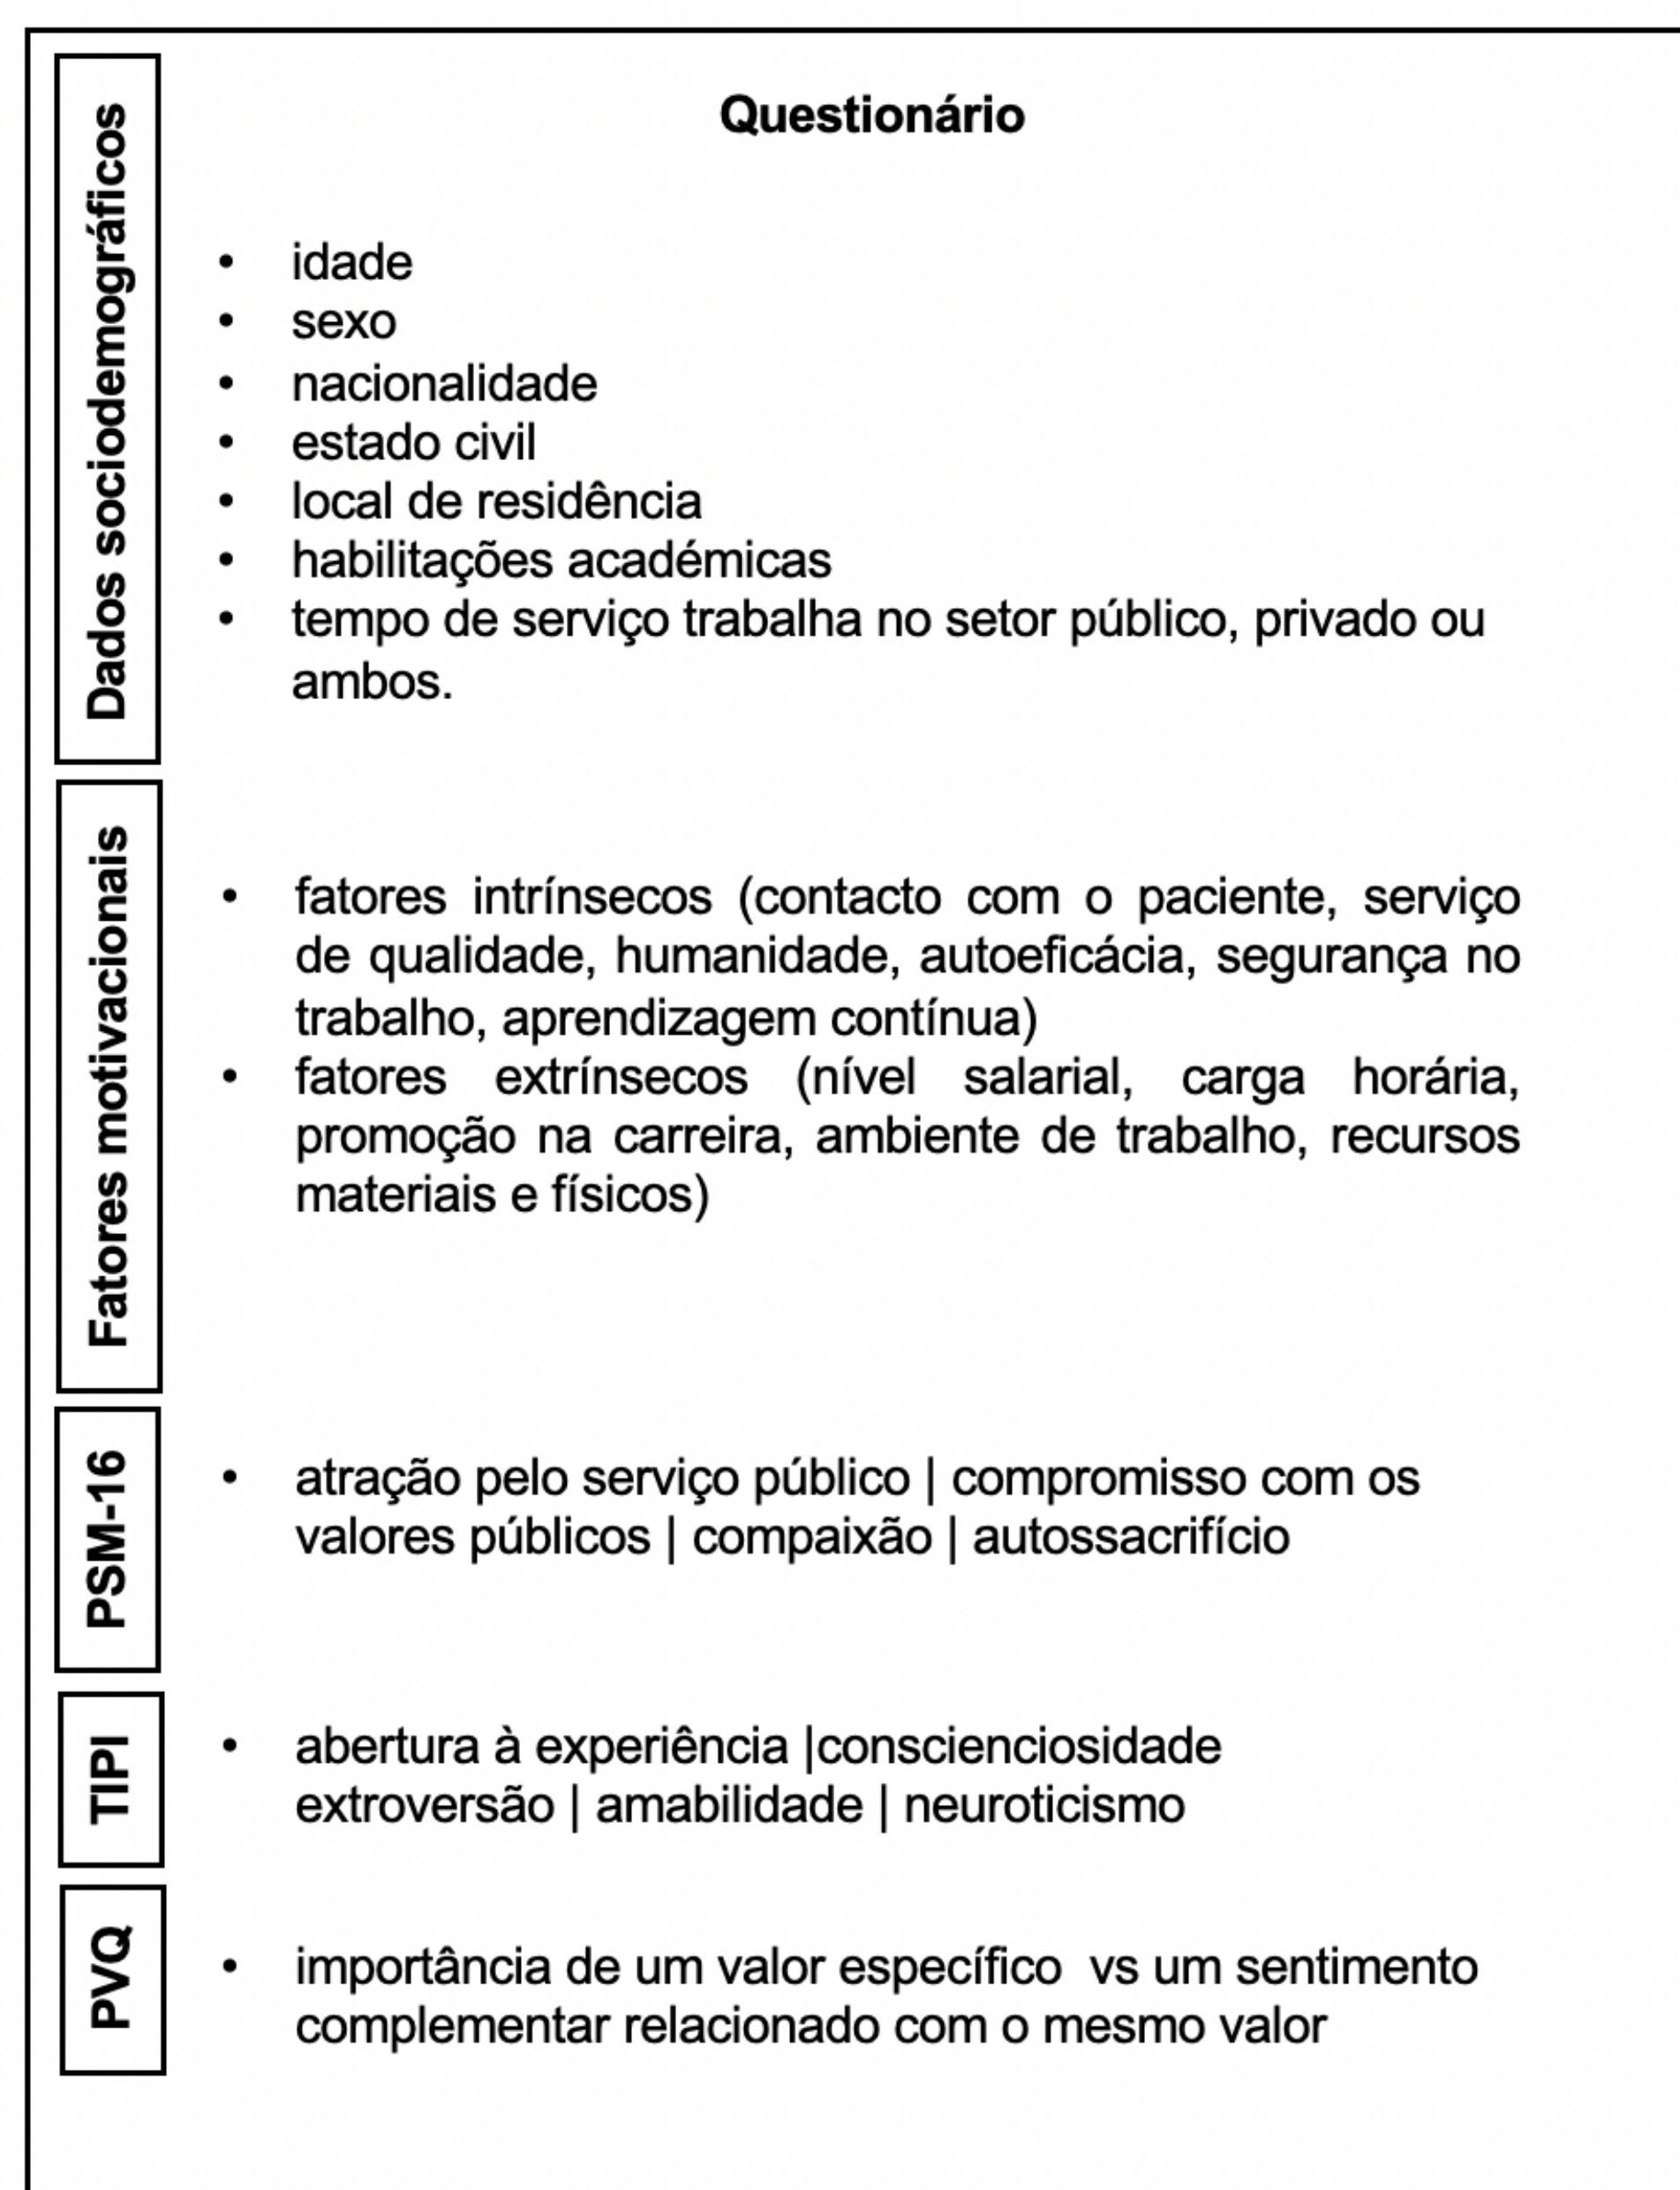 Questionário
Dados sociodemográficos
• idade
• sexo
• nacionalidade
• estado civil
• local de residência
• habilitações académicas
• tempo de serviço trabalha no setor público, privado ou
ambos.
Fatores motivacionais
• fatores intrínsecos (contacto com o paciente, serviço
de qualidade, humanidade, autoeficácia, segurança no
trabalho, aprendizagem contínua)
• fatores extrínsecos (nível salarial, carga horária,
promoção na carreira, ambiente de trabalho, recursos
materiais e físicos)
PSM-16
• atração pelo serviço público | compromisso com os
valores públicos | compaixão | autossacrifício
TIPI
• abertura à experiência |conscienciosidade
extroversão | amabilidade | neuroticismo
PVQ
• importância de um valor específico  vs um sentimento
complementar relacionado com o mesmo valor